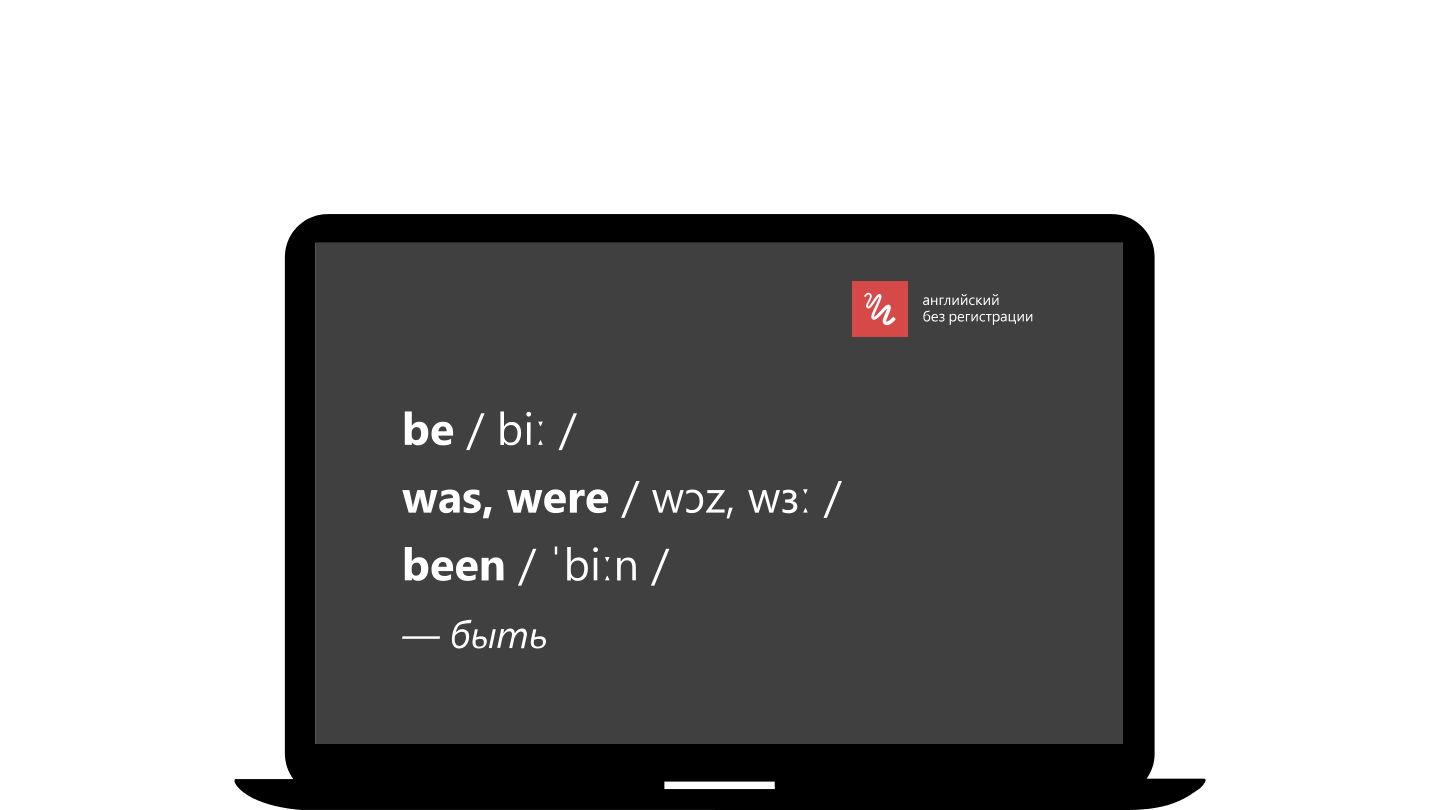 английский
без регистрации
be / biː /
was, were / wɔz, wɜː /
been / ˈbiːn /
— быть